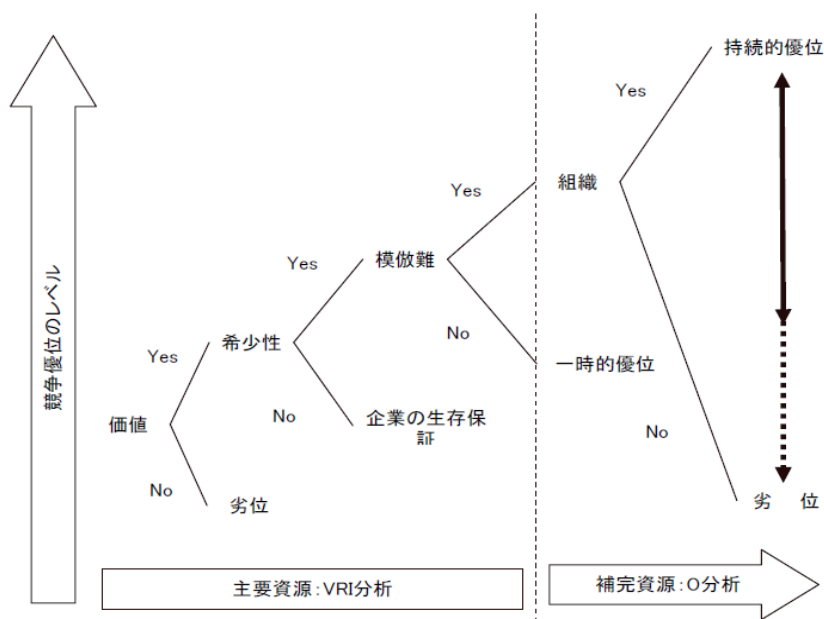 持続的優位
Yes
組織
Yes
模倣難
Yes
希少性
Yes
価値
No
劣位
No
企業の生存保
証
No
一時的優位
No
劣　位
競争優位のレベル
主要資源:VRI分析
補完資源:O分析